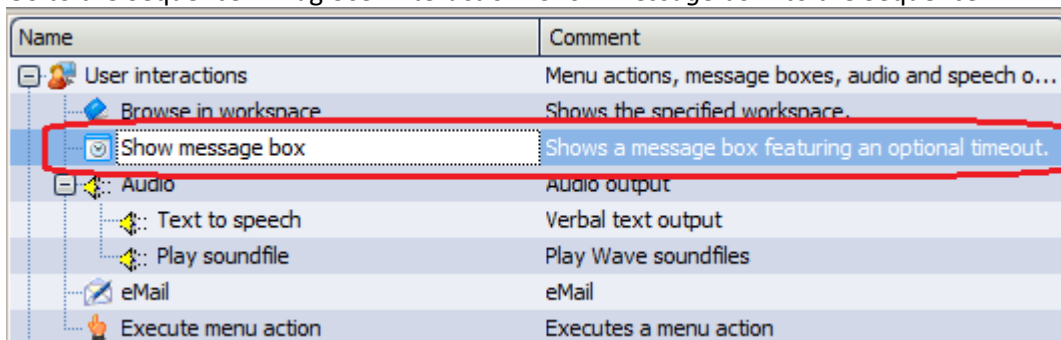 Name Comment
User interactions Menu actions, message boxes, audio and speech o...
Browse in workspace Shows the specified workspace.
Show message box Shows a message box featuring an optional timeout.
Audio Audio output
Text to speech Verbal text output
Play soundfile Play Wave soundfiles
eMail eMail
Execute menu action Executes a menu action